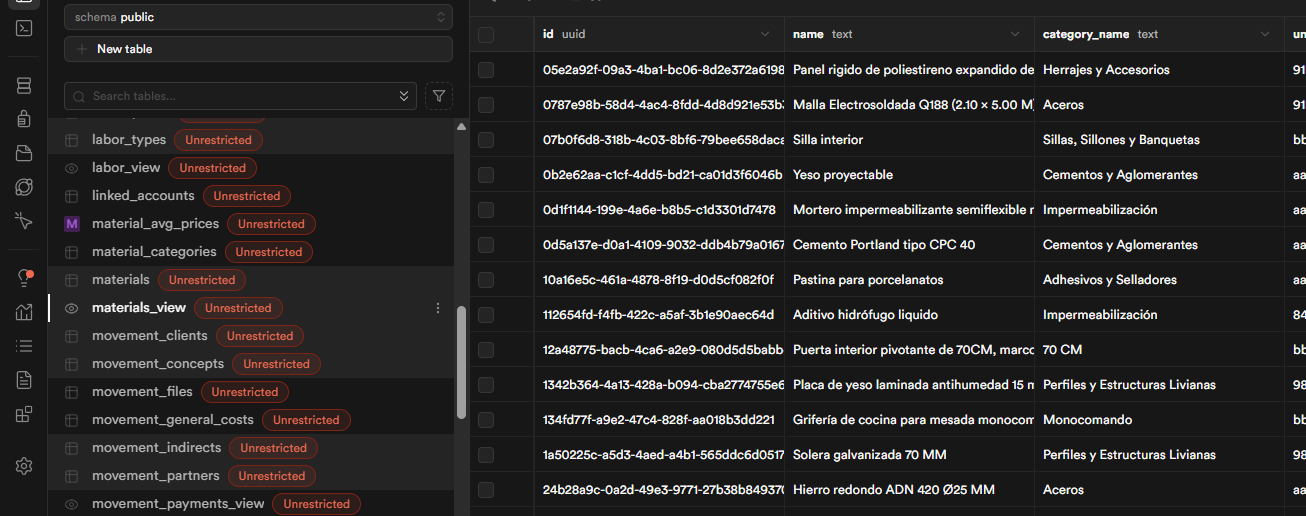 schema public
New table
Search tables...
labor_types Unrestricted
labor_view Unrestricted
linked_accounts Unrestricted
M material_avg_prices Unrestricted
material_categories Unrestricted
materials Unrestricted
materials_view Unrestricted
movement_clients Unrestricted
movement_concepts Unrestricted
movement_files Unrestricted
movement_general_costs Unrestricted
movement_indirects Unrestricted
movement_partners Unrestricted
movement_payments_view Unrestricted
id uuid name text category_name text un
05e2a92f-09a3-4ba1-bc06-8d2e372a6198 Panel rigido de poliestireno expandido de Herrajes y Accesorios 91
0787e98b-58d4-4ac4-8fdd-4d8d921e53b Malla Electrosoldada Q188 (2.10 × 5.00 M) Aceros 91
07b0f6d8-318b-4c03-8bf6-79bee658daca Silla interior Sillas, Sillones y Banquetas bb
0b2e62aa-c1cf-4dd5-bd21-ca01d3f6046b Yeso proyectable Cementos y Aglomerantes aa
0d1f1144-199e-4a6e-b8b5-c1d3301d7478 Mortero impermeabilizante semiflexible Impermeabilización aa
0d5a137e-d0a1-4109-9032-ddb4b79a0167 Cemento Portland tipo CPC 40 Cementos y Aglomerantes aa
10a16e5c-461a-4878-8f19-d0d5cf082f0f Pastina para porcelanatos Adhesivos y Selladores aa
112654fd-f4fb-422c-a5af-3b1e90aec64d Aditivo hidrófugo liquido Impermeabilización 84
12a48775-bacb-4ca6-a2e9-080d5d5babb Puerta interior pivotante de 70CM, marco 70 CM bb
1342b364-4a13-428a-b094-cba2774755e6 Placa de yeso laminada antihumedad 15 Perfiles y Estructuras Livianas 98
134fd77f-a9e2-47c4-828f-aa018b3dd221 Grifería de cocina para mesada monocom Monocomando bb
1a50225c-a5d3-4aed-a4b1-565ddc6d0517 Solera galvanizada 70 MM Perfiles y Estructuras Livianas 98
24b28a9c-0a2d-49e3-9771-27b38b849370 Hierro redondo ADN 420 Ø25 MM Aceros aa